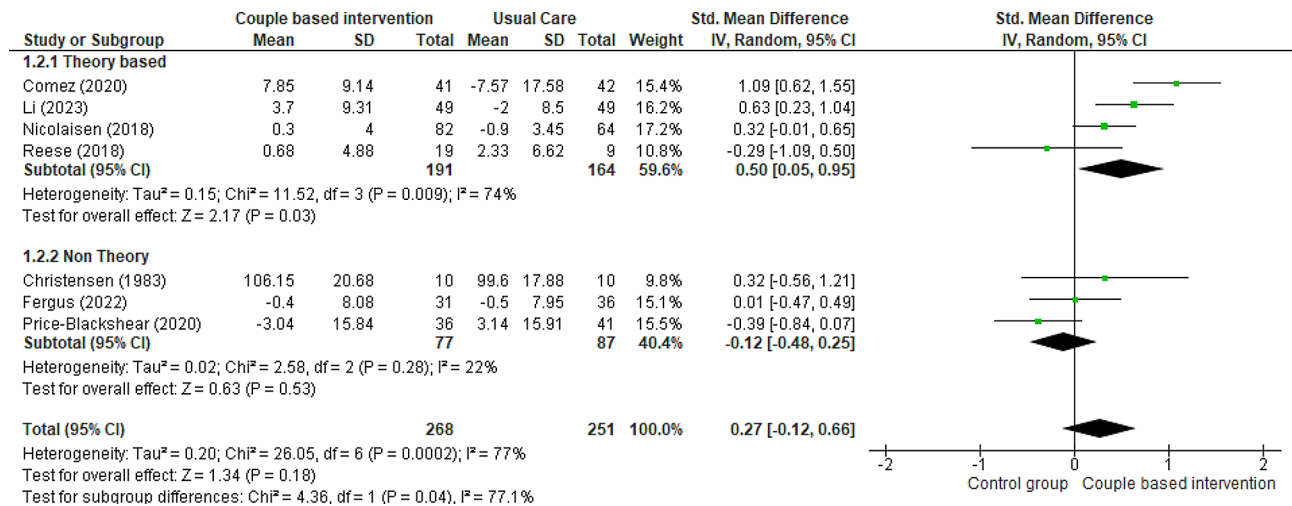 Couple based intervention Usual Care Std. Mean Difference Std. Mean Difference
Study or Subgroup Mean SD Total Mean SD Total Weight IV, Random, 95% CI IV, Random, 95% CI
1.2.1 Theory based
Comez (2020) 7.85 9.14 41 -7.57 17.58 42 15.4% 1.09 [0.62, 1.55]
Li (2023) 3.7 9.31 49 -2 8.5 49 16.2% 0.63 [0.23, 1.04]
Nicolaisen (2018) 0.3 4 82 -0.9 3.45 64 17.2% 0.32 [-0.01, 0.65]
Reese (2018) 0.68 4.88 19 2.33 6.62 9 10.8% -0.29 [-1.09, 0.50]
Subtotal (95% CI) 191 164 59.6% 0.50 [0.05, 0.95]
Heterogeneity: Tau² = 0.15; Chi² = 11.52, df = 3 (P = 0.009); I² = 74%
Test for overall effect: Z = 2.17 (P = 0.03)
1.2.2 Non Theory
Christensen (1983) 106.15 20.68 10 99.6 17.88 10 9.8% 0.32 [-0.56, 1.21]
Fergus (2022) -0.4 8.08 31 -0.5 7.95 36 15.1% 0.01 [-0.47, 0.49]
Price-Blackshear (2020) -3.04 15.84 36 3.14 15.91 41 15.5% -0.39 [-0.84, 0.07]
Subtotal (95% CI) 77 87 40.4% -0.12 [-0.48, 0.25]
Heterogeneity: Tau² = 0.02; Chi² = 2.58, df = 2 (P = 0.28); I² = 22%
Test for overall effect: Z = 0.63 (P = 0.53)
Total (95% CI) 268 251 100.0% 0.27 [-0.12, 0.66]
Heterogeneity: Tau² = 0.20; Chi² = 26.05, df = 6 (P = 0.0002); I² = 77%
Test for overall effect: Z = 1.34 (P = 0.18)
Test for subgroup differences: Chi² = 4.36, df = 1 (P = 0.04), I² = 77.1%
-2 -1 0 1 2
Control group Couple based intervention